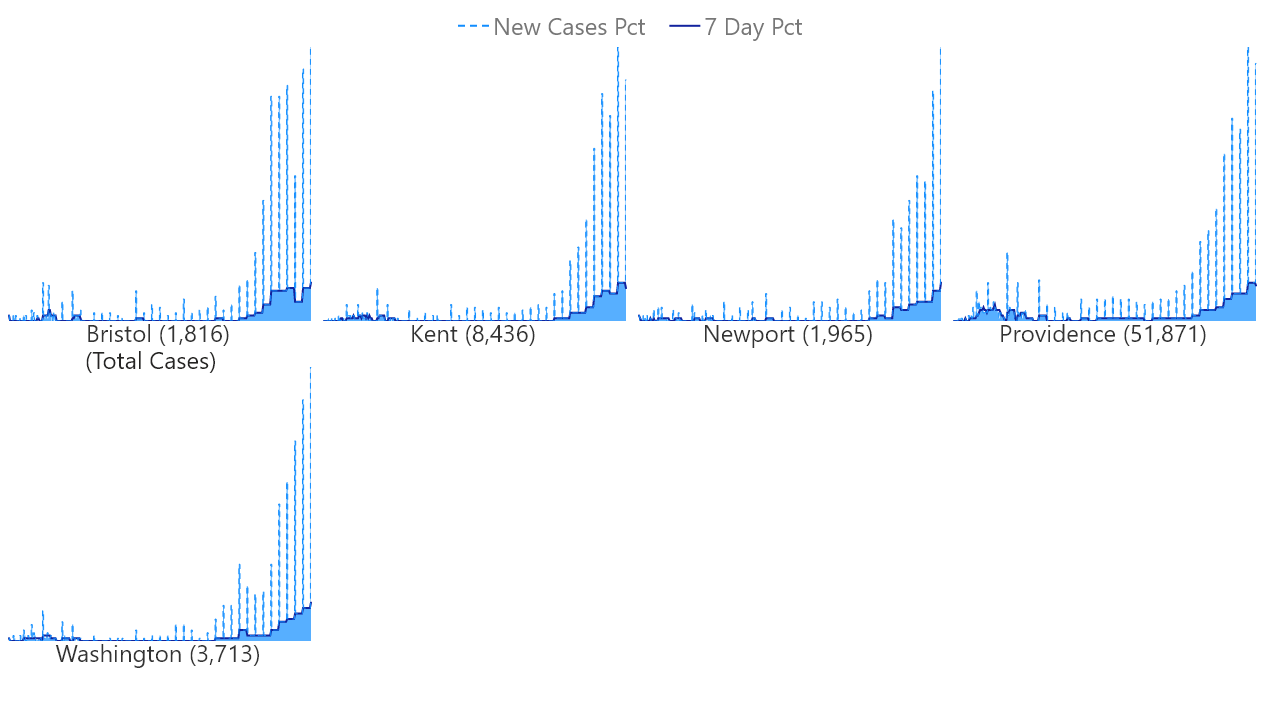 New Cases Pct 7 Day Pct
Bristol (1,816)
(Total Cases)
Kent (8,436)
Newport (1,965)
Providence (51,871)
Washington (3,713)